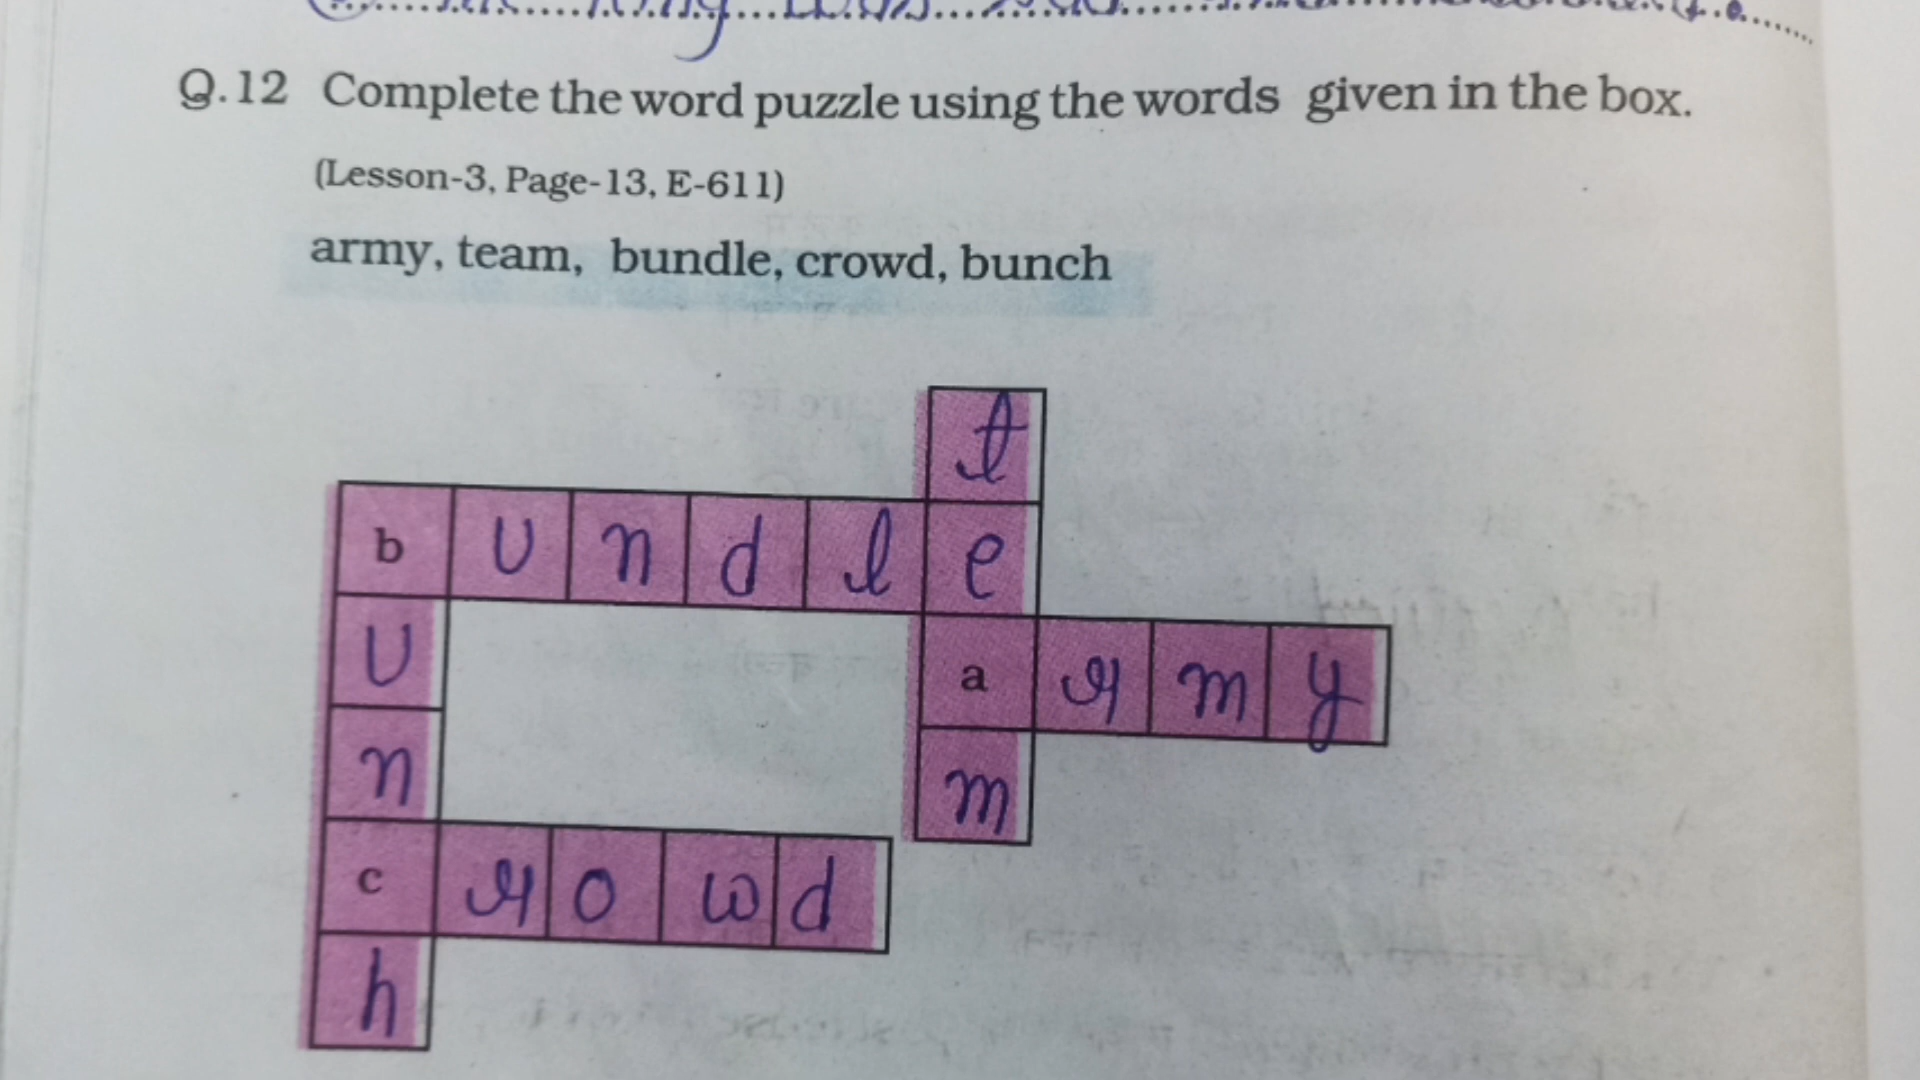 Q.12 Complete the word puzzle using the words given in the box.
(Lesson-3, Page-13, E-611)
army, team, bundle, crowd, bunch
t
b u n d l e
u a r m y
n m
c r o w d
h